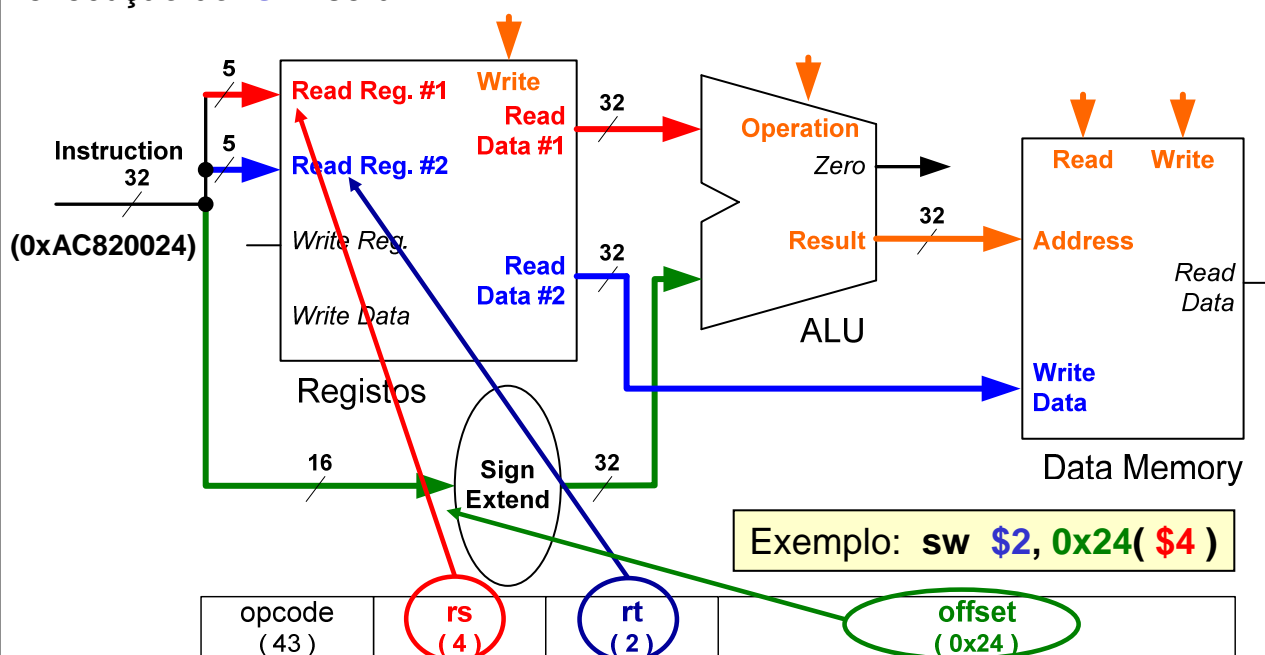 Instruction
32
(0xAC820024)
5
5
Read Reg. #1
Read Reg. #2
Write Reg.
Write Data
Write
Read
Data #1
Read
Data #2
Registos
32
32
Operation
Zero
Result
ALU
32
Read Write
Address
Read
Data
Write
Data
Data Memory
16
Sign
Extend
32
Exemplo: sw $2, 0x24( $4 )
opcode rs rt offset
( 43 ) ( 4 ) ( 2 ) ( 0x24 )